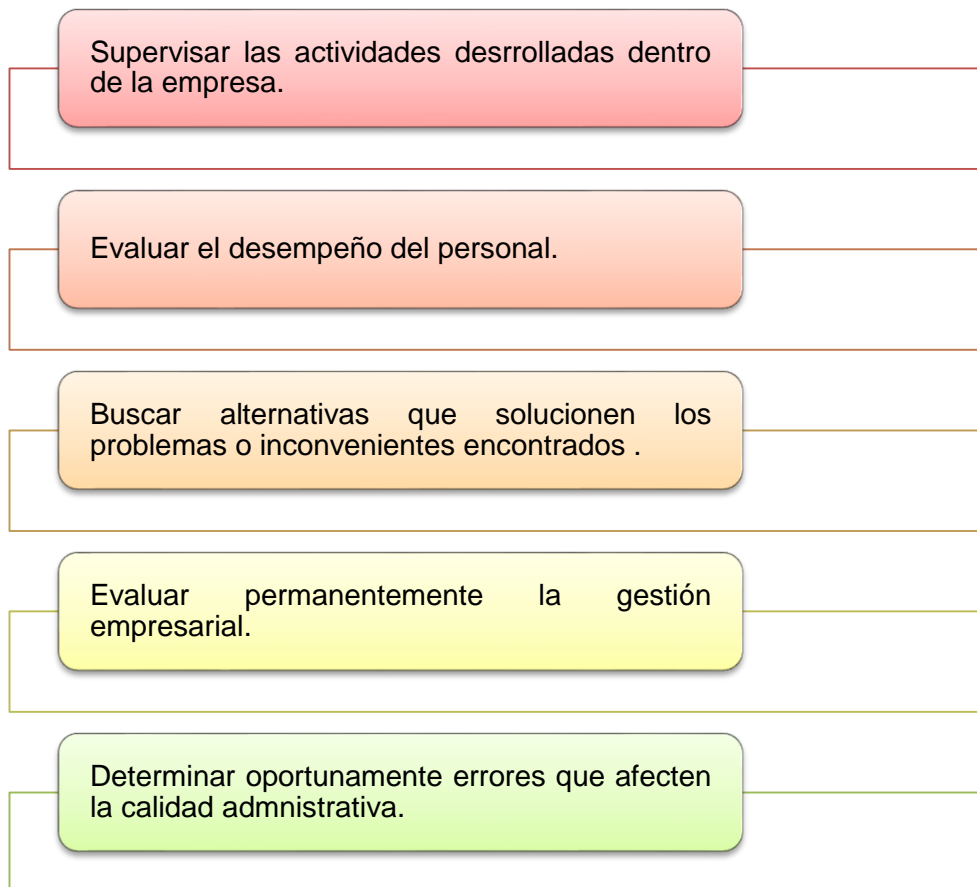 Supervisar las actividades desrrolladas dentro
de la empresa.
Evaluar el desempeño del personal.
Buscar alternativas que solucionen los
problemas o inconvenientes encontrados .
Evaluar permanentemente la gestión
empresarial.
Determinar oportunamente errores que afecten
la calidad admnistrativa.